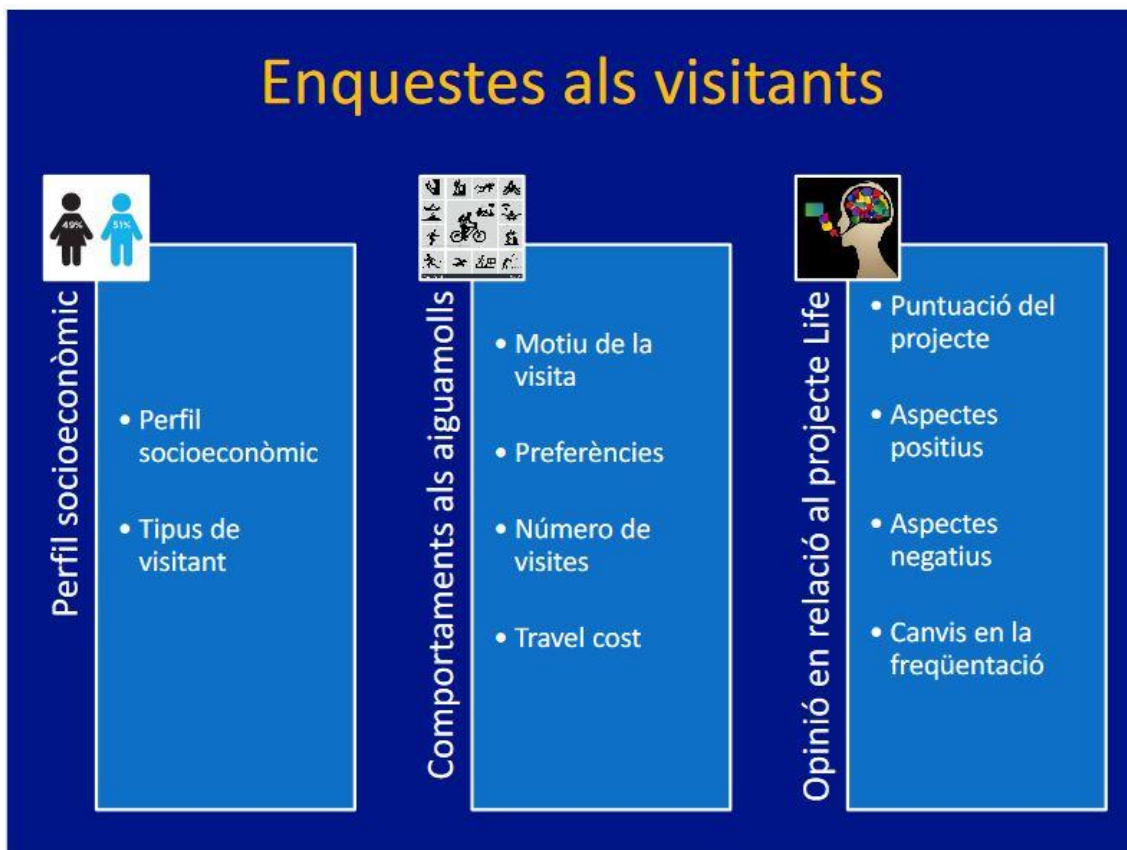 Enquestes als visitants
49%
51%
Perfil socioeconòmic
• Perfil
socioeconòmic
• Tipus de
visitant
Comportaments als aiguamolls
• Motiu de la
visita
• Preferències
• Número de
visites
• Travel cost
Opinió en relació al projecte Life
• Puntuació del
projecte
• Aspectes
positius
• Aspectes
negatius
• Canvis en la
freqüentació